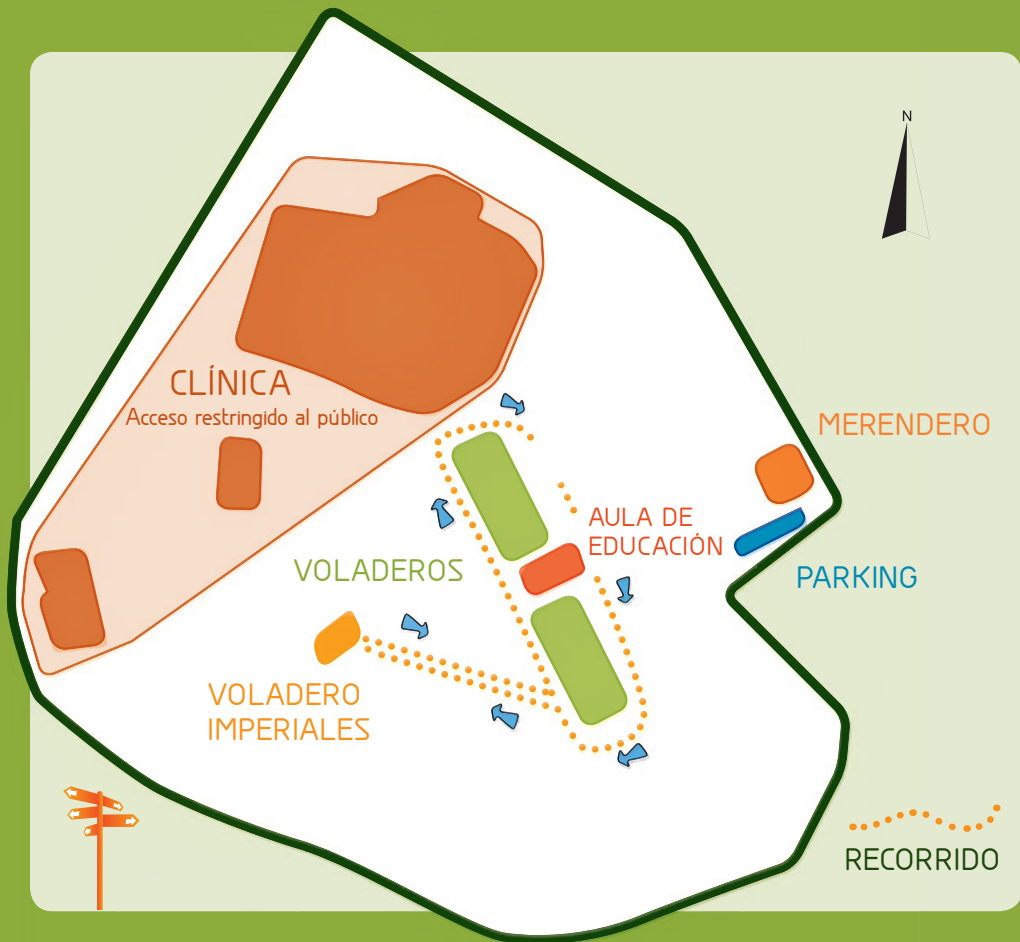 N
CLÍNICA
Acceso restringido al público
MERENDERO
AULA DE
EDUCACIÓN
VOLADEROS
PARKING
VOLADERO
IMPERIALES
RECORRIDO